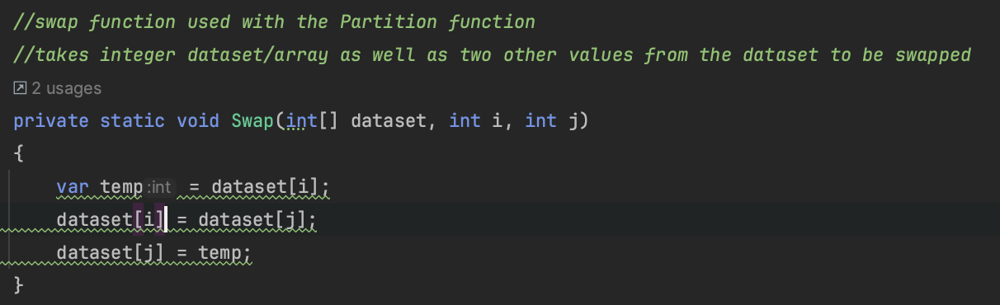 //swap function used with the Partition function
//takes integer dataset/array as well as two other values from the dataset to be swapped
2 usages
private static void Swap(int[] dataset, int i, int j)
{
    var temp :int = dataset[i];
    dataset[i] = dataset[j];
    dataset[j] = temp;
}